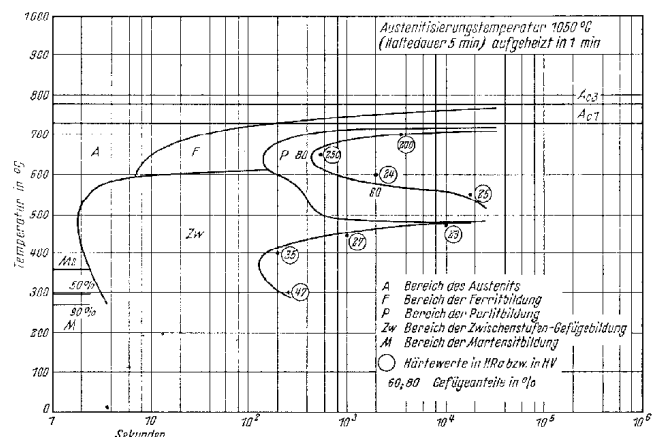 Austenitisierungstemperatur 1050 °C
(Haltedauer 5 min) aufgeheizt in 1 min
Temperatur in °C
1000
800
700
600
500
400
300
200
100
0
Ac3
Ac1
A
F
P
80
250
200
24
60
25
Zw
23
27
35
47
Ms
50%
90%
M
A Bereich des Austenits
F Bereich der Ferritbildung
P Bereich der Perlitbildung
Zw Bereich der Zwischenstufen-Gefügebildung
M Bereich der Martensitbildung
Härtewerte in HRc bzw. in HV
60; 80 Gefügeanteile in %
1
10
10²
10³
10⁴
10⁵
10⁶
Sekunden